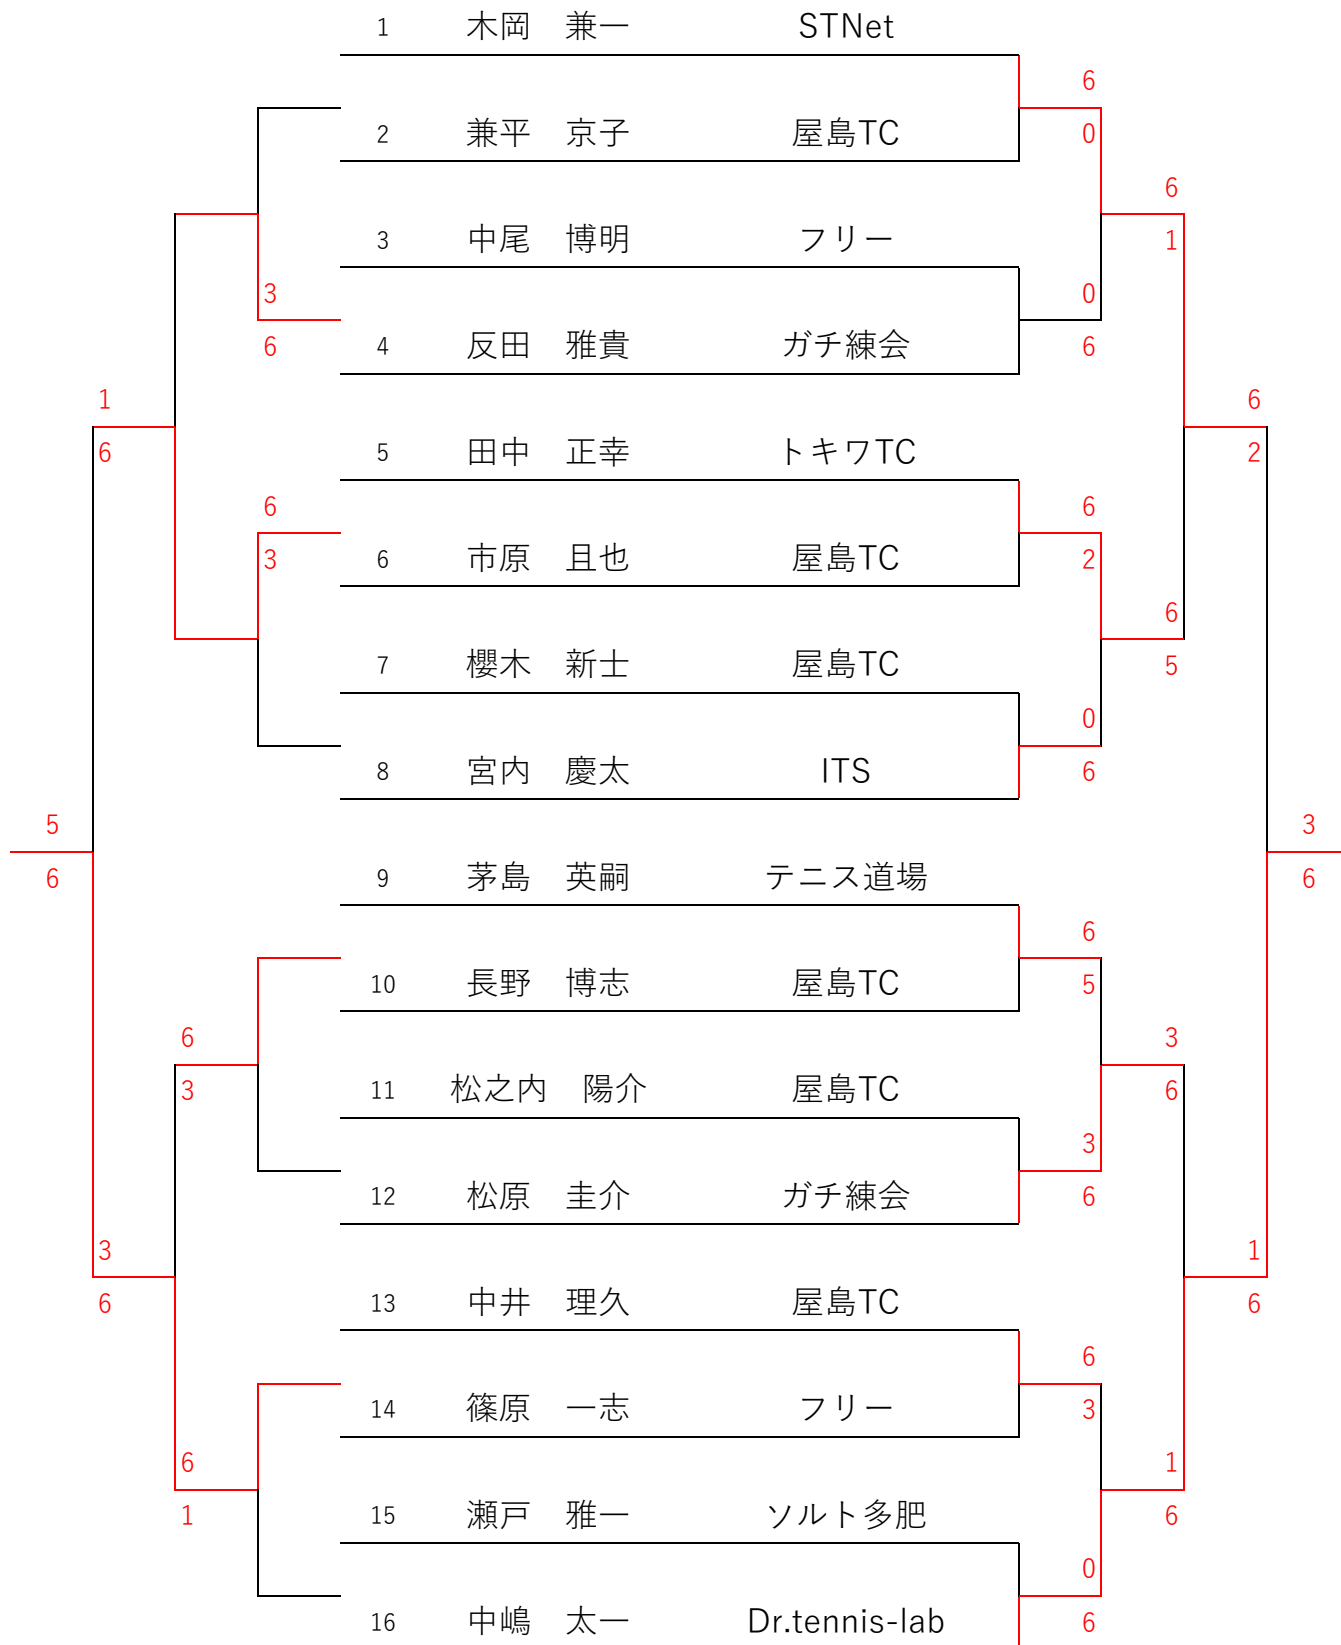 1 木岡 兼一 STNet
6
2 兼平 京子 屋島TC 0
6
3 中尾 博明 フリー 1
3 0
6 4 反田 雅貴 ガチ練会 6
1 6
6 5 田中 正幸 トキワTC 2
6 6
3 6 市原 且也 屋島TC 2
6
7 櫻木 新士 屋島TC 5
0
8 宮内 慶太 ITS 6
5 3
6 9 茅島 英嗣 テニス道場 6
6
10 長野 博志 屋島TC 5
6 3
3 11 松之内 陽介 屋島TC 6
3
12 松原 圭介 ガチ練会 6
3 1
6 13 中井 理久 屋島TC 6
6
14 篠原 一志 フリー 3
6 1
1 15 瀬戸 雅一 ソルト多肥 6
0
16 中嶋 太一 Dr.tennis-lab 6